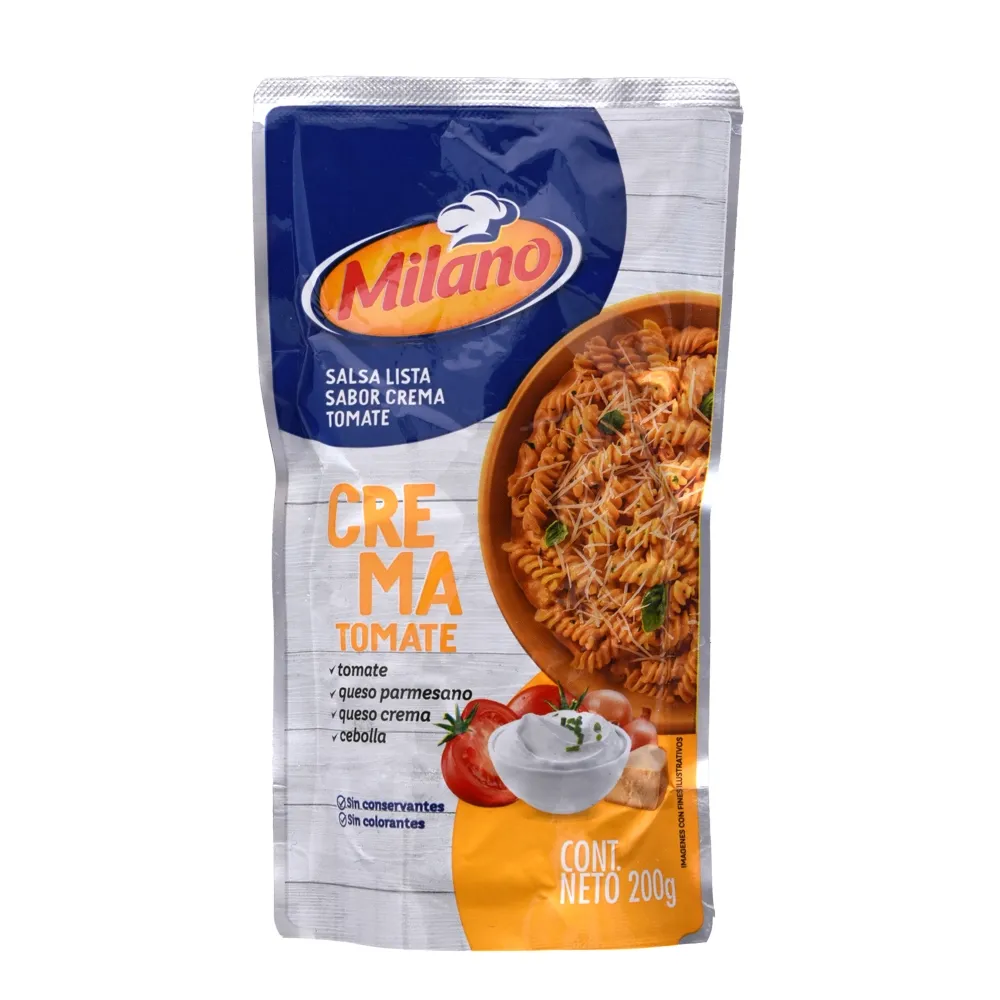 Milano
SALSA LISTA
SABOR CREMA
TOMATE
CRE
MA
TOMATE
tomate
queso parmesano
queso crema
cebolla
Sin conservantes
Sin colorantes
CONT.
NETO 200g
IMÁGENES CON FINES ILUSTRATIVOS